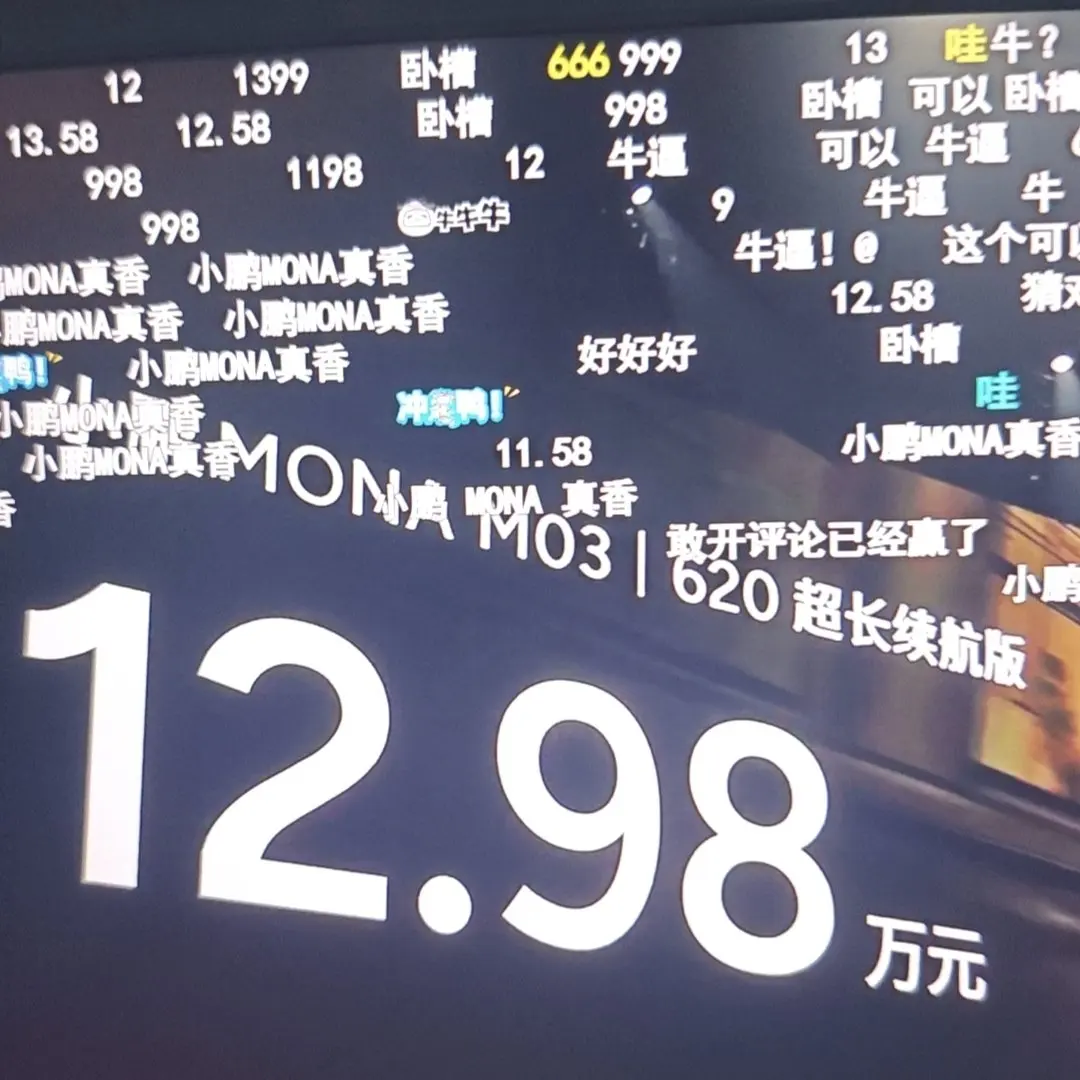 12 1399 卧槽 666 999 13 哇牛？
13.58 12.58 卧槽 998 卧槽 可以 卧槽
998 1198 12 牛逼 可以 牛逼
998 牛牛牛 9 牛逼 牛
MONA真香 小鹏MONA真香 牛逼！@ 这个可以
鹏MONA真香 小鹏MONA真香 12.58 猜
鸭！ 小鹏MONA真香 好好好 卧槽
小鹏MONA真香 冲鸭！ 哇
小鹏MONA真香 11.58 小鹏MONA真香
香 小鹏 MONA 真香 敢开评论已经赢了
小鹏
小鹏 MONA M03 | 620 超长续航版
12.98 万元